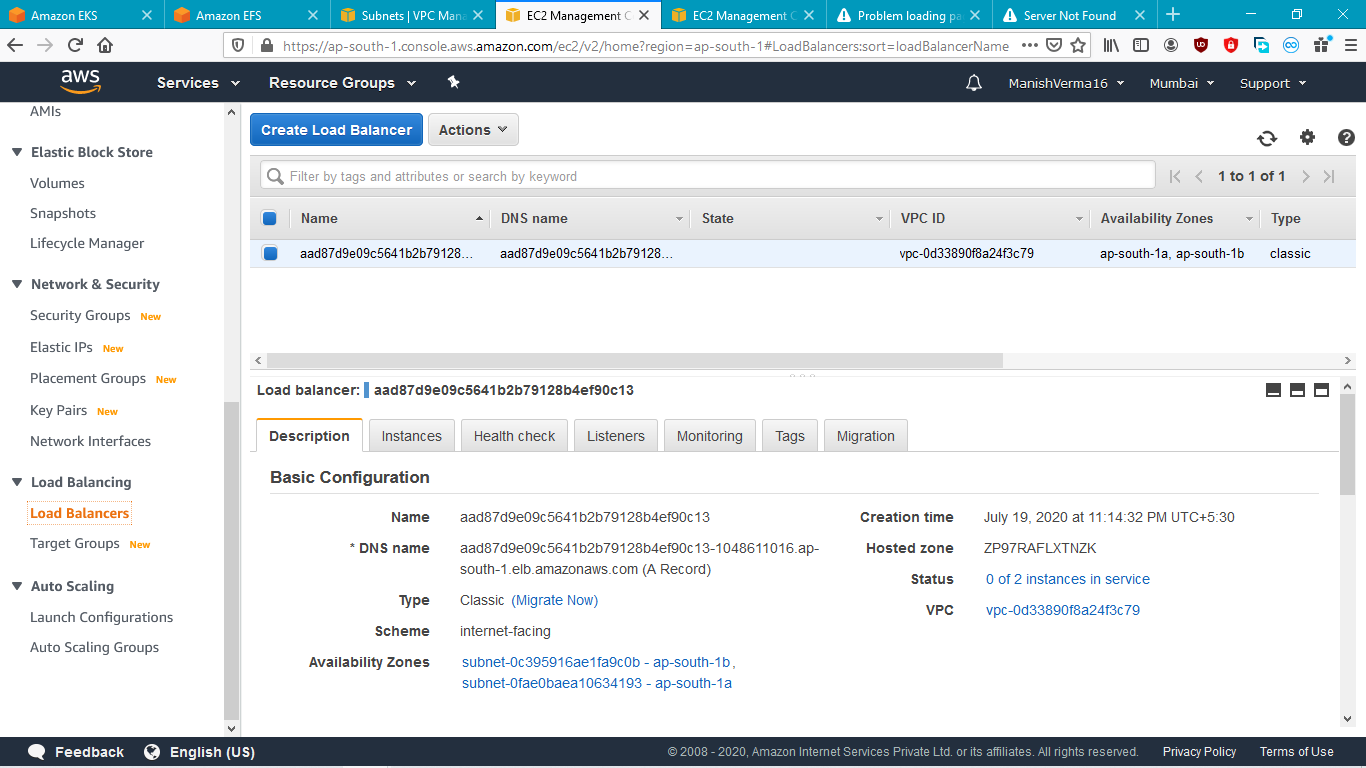 Amazon EKS
Amazon EFS
Subnets | VPC Mana
EC2 Management C
EC2 Management C
Problem loading pa
Server Not Found
https://ap-south-1.console.aws.amazon.com/ec2/v2/home?region=ap-south-1#LoadBalancers:sort=loadBalancerName
aws Services Resource Groups ManishVerma16 Mumbai Support
AMIs
Elastic Block Store
Volumes
Snapshots
Lifecycle Manager
Network & Security
Security Groups New
Elastic IPs New
Placement Groups New
Key Pairs New
Network Interfaces
Load Balancing
Load Balancers
Target Groups New
Auto Scaling
Launch Configurations
Auto Scaling Groups
Create Load Balancer Actions
Filter by tags and attributes or search by keyword 1 to 1 of 1
Name DNS name State VPC ID Availability Zones Type
aad87d9e09c5641b2b79128... aad87d9e09c5641b2b79128... vpc-0d33890f8a24f3c79 ap-south-1a, ap-south-1b classic
Load balancer: aad87d9e09c5641b2b79128b4ef90c13
Description Instances Health check Listeners Monitoring Tags Migration
Basic Configuration
Name aad87d9e09c5641b2b79128b4ef90c13
* DNS name aad87d9e09c5641b2b79128b4ef90c13-1048611016.ap-
south-1.elb.amazonaws.com (A Record)
Type Classic (Migrate Now)
Scheme internet-facing
Availability Zones subnet-0c395916ae1fa9c0b - ap-south-1b,
subnet-0fae0baea10634193 - ap-south-1a
Creation time July 19, 2020 at 11:14:32 PM UTC+5:30
Hosted zone ZP97RAFLXTNZK
Status 0 of 2 instances in service
VPC vpc-0d33890f8a24f3c79
Feedback English (US) © 2008 - 2020, Amazon Internet Services Private Ltd. or its affiliates. All rights reserved. Privacy Policy Terms of Use